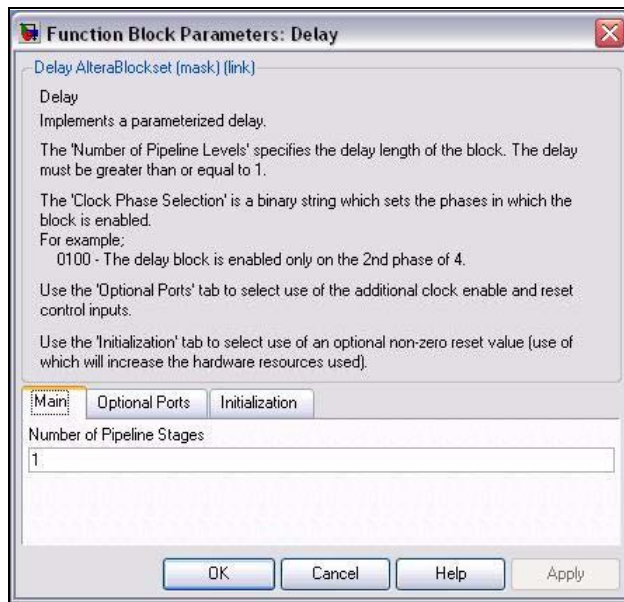 Function Block Parameters: Delay
Delay AlteraBlockset (mask) (link)
Delay
Implements a parameterized delay.
The 'Number of Pipeline Levels' specifies the delay length of the block. The delay
must be greater than or equal to 1.
The 'Clock Phase Selection' is a binary string which sets the phases in which the
block is enabled.
For example;
0100 - The delay block is enabled only on the 2nd phase of 4.
Use the 'Optional Ports' tab to select use of the additional clock enable and reset
control inputs.
Use the 'Initialization' tab to select use of an optional non-zero reset value (use of
which will increase the hardware resources used).
Main Optional Ports Initialization
Number of Pipeline Stages
1
OK Cancel Help Apply